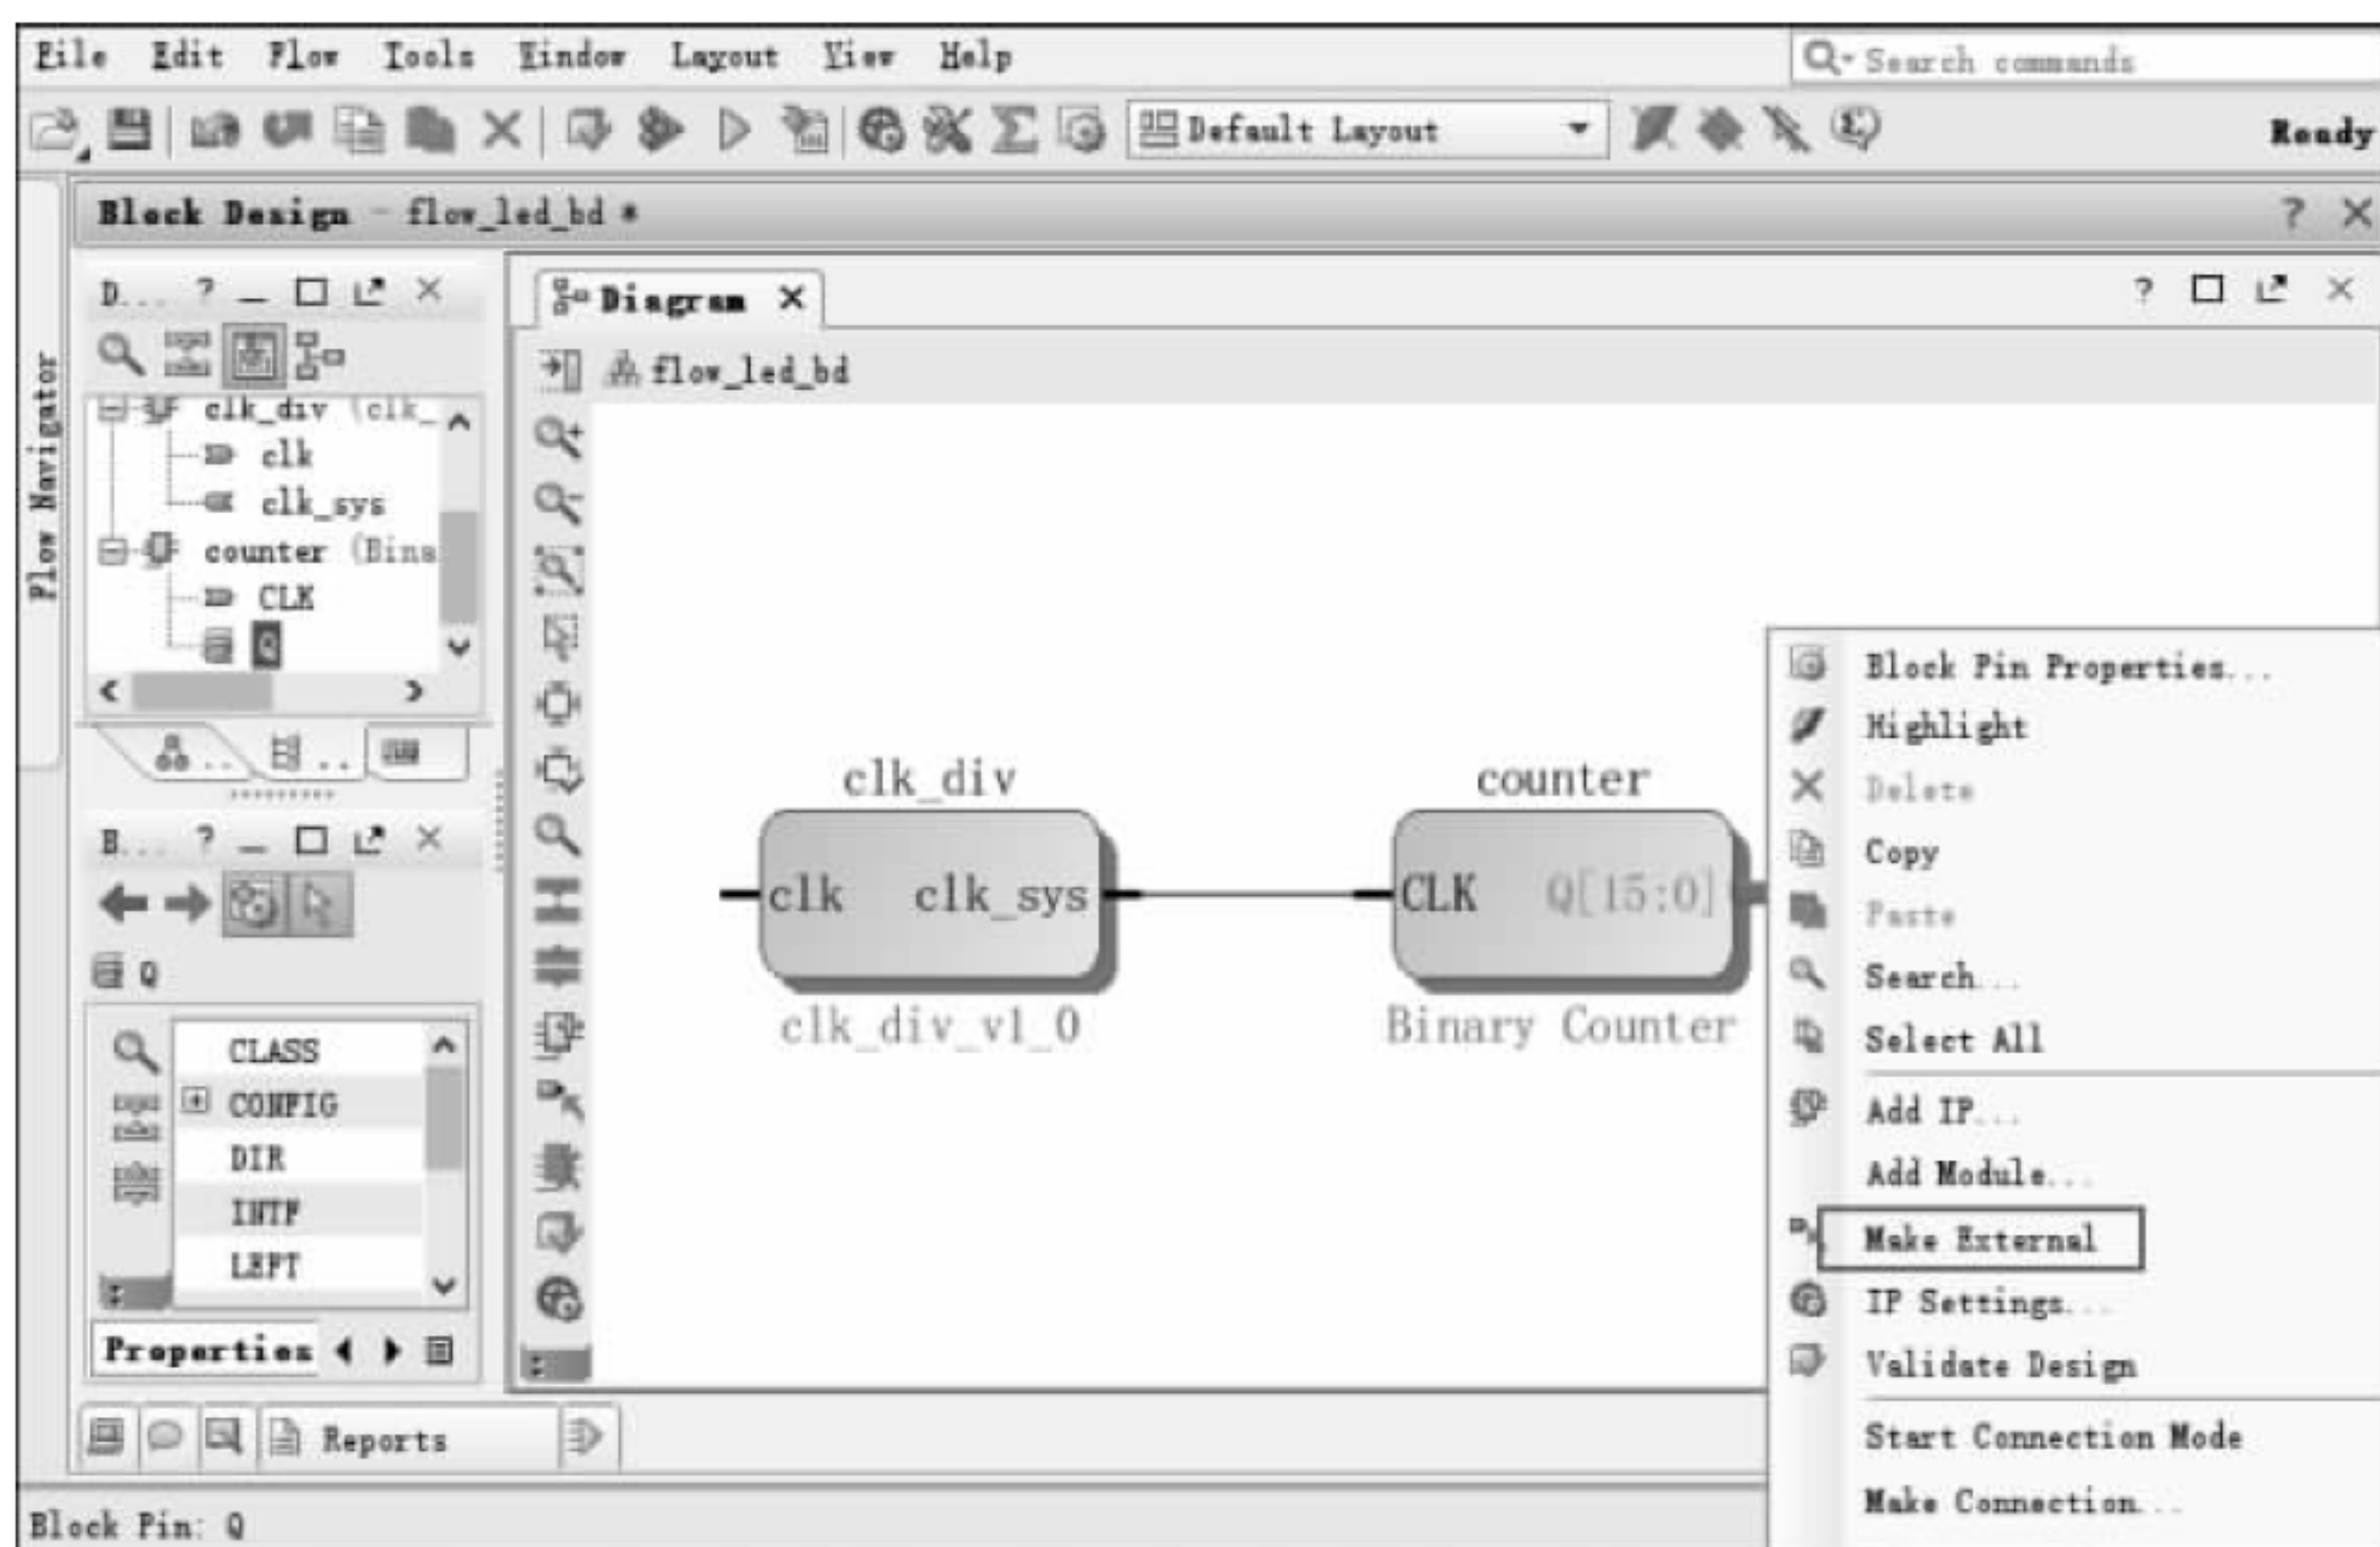 File Edit Flow Tools Window Layout View Help
Search commands
Default Layout
Ready
Block Design - flow_led_bd *
Flow Navigator
D... ?
clk_div (clk_
clk
clk_sys
counter (Bina
CLK
Q
B... ?
Q
CLASS
CONFIG
DIR
INTF
LEFT
Properties
Diagram
?
flow_led_bd
clk_div
clk clk_sys
clk_div_v1_0
counter
CLK Q[15:0]
Binary Counter
Block Pin Properties...
Highlight
Delete
Copy
Paste
Search...
Select All
Add IP...
Add Module...
Make External
IP Settings...
Validate Design
Start Connection Mode
Make Connection...
Reports
Block Pin: Q